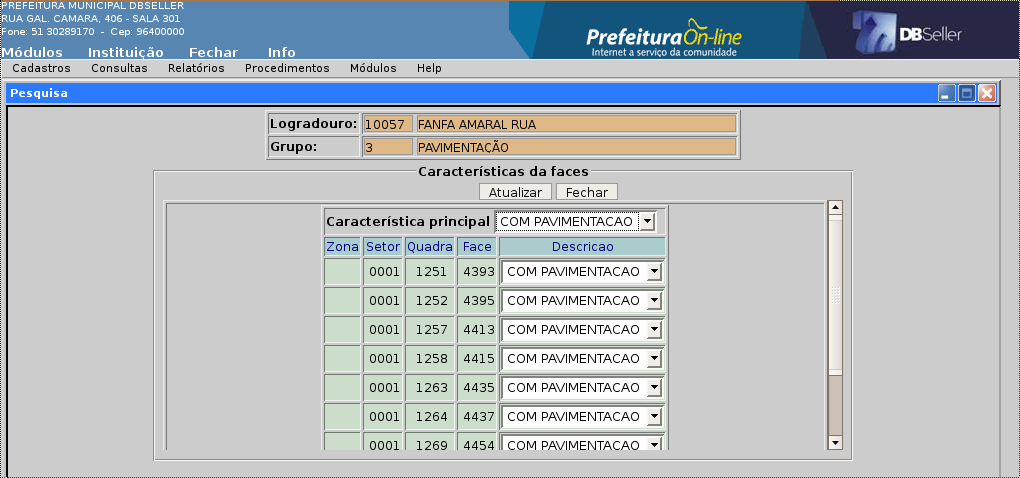 PREFEITURA MUNICIPAL DBSELLER
RUA GAL. CAMARA, 406 - SALA 301
Fone: 51 30289170 - Cep: 96400000
Módulos Instituição Fechar Info
PrefeituraOn-line
Internet a serviço da comunidade
DBSeller
Cadastros Consultas Relatórios Procedimentos Módulos Help
Pesquisa
Logradouro: 10057 FANFA AMARAL RUA
Grupo: 3 PAVIMENTAÇÃO
Características da faces
Atualizar Fechar
Característica principal COM PAVIMENTACAO
Zona Setor Quadra Face Descricao
0001 1251 4393 COM PAVIMENTACAO
0001 1252 4395 COM PAVIMENTACAO
0001 1257 4413 COM PAVIMENTACAO
0001 1258 4415 COM PAVIMENTACAO
0001 1263 4435 COM PAVIMENTACAO
0001 1264 4437 COM PAVIMENTACAO
0001 1269 4454 COM PAVIMENTACAO